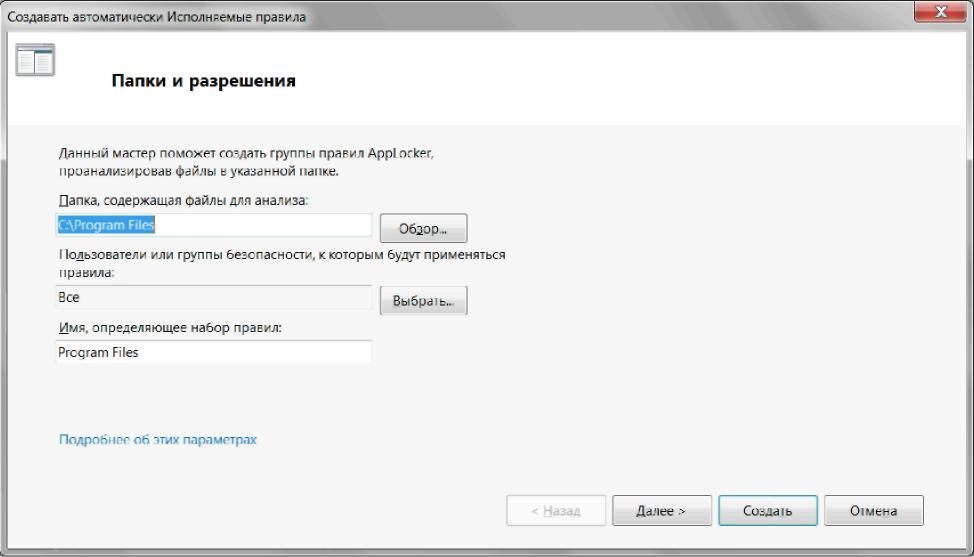 Создавать автоматически Исполняемые правила
Папки и разрешения
Данный мастер поможет создать группы правил AppLocker,
проанализировав файлы в указанной папке.
Папка, содержащая файлы для анализа:
C:\Program Files
Обзор...
Пользователи или группы безопасности, к которым будут применяться
правила:
Все
Выбрать...
Имя, определяющее набор правил:
Program Files
Подробнее об этих параметрах
< Назад
Далее >
Создать
Отмена